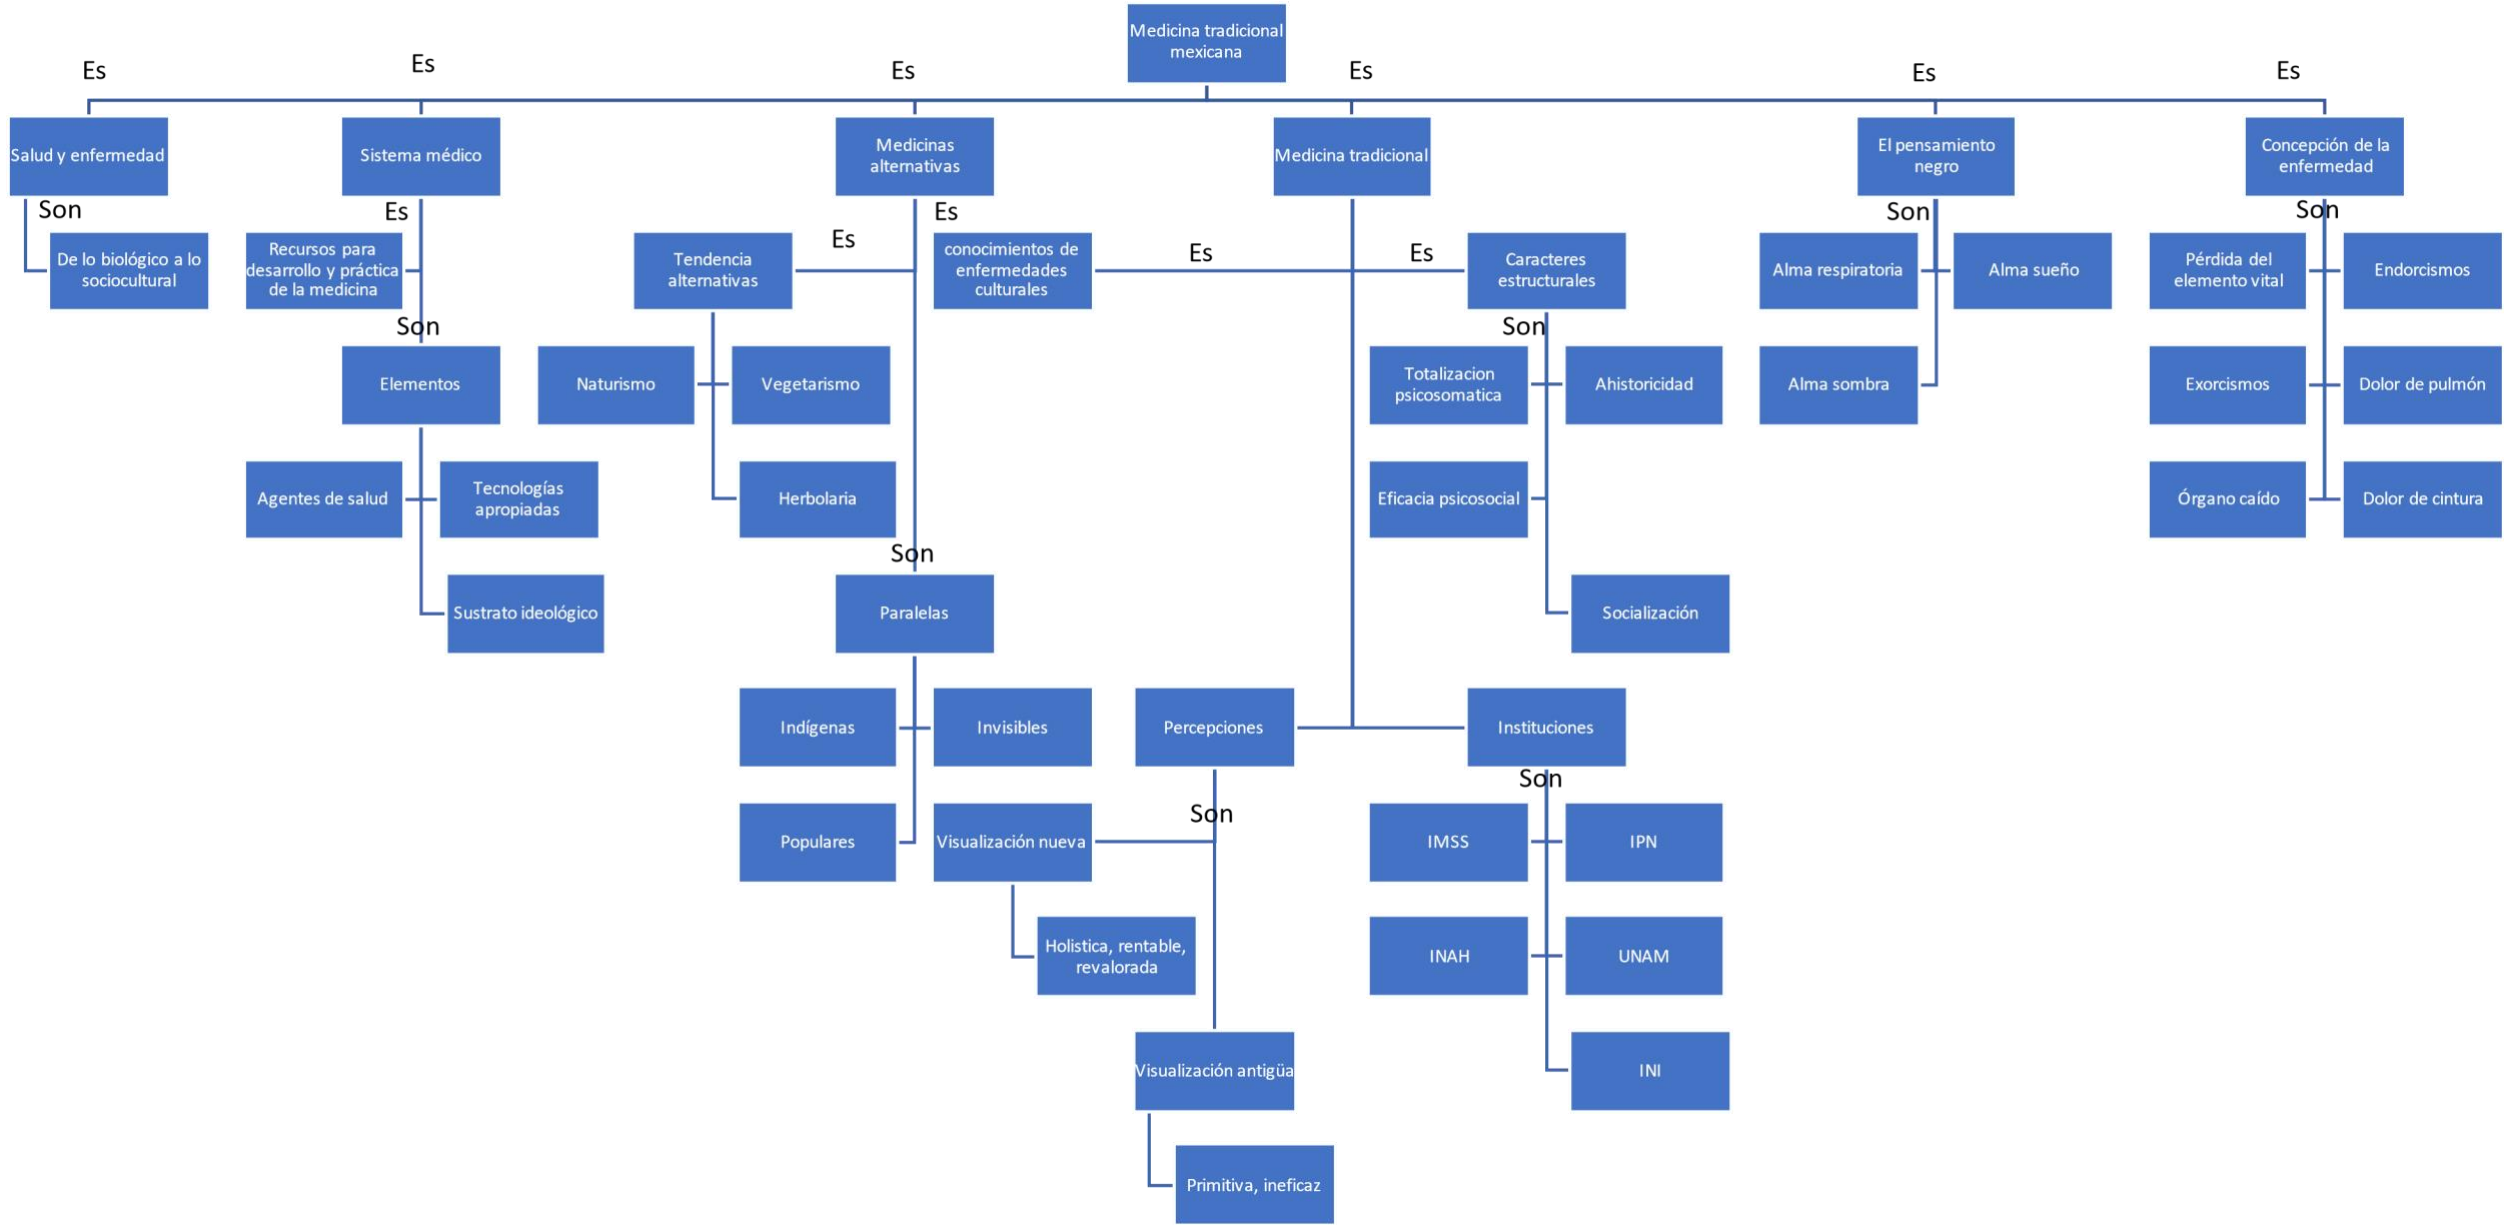 Medicina tradicional
mexicana
Es
Es
Es
Es
Es
Es
Salud y enfermedad
Sistema médico
Medicinas
alternativas
Medicina tradicional
El pensamiento
negro
Concepción de la
enfermedad
Son
Es
Es
Son
Son
De lo biológico a lo
sociocultural
Recursos para
desarrollo y práctica
de la medicina
Tendencia
alternativas
Es
conocimientos de
enfermedades
culturales
Es
Es
Caracteres
estructurales
Alma respiratoria
Alma sueño
Pérdida del
elemento vital
Endorcismos
Son
Son
Elementos
Naturismo
Vegetarismo
Totalizacion
psicosomatica
Ahistoricidad
Alma sombra
Exorcismos
Dolor de pulmón
Agentes de salud
Tecnologías
apropiadas
Herbolaria
Eficacia psicosocial
Órgano caído
Dolor de cintura
Son
Sustrato ideológico
Paralelas
Socialización
Indígenas
Invisibles
Percepciones
Instituciones
Son
Son
Populares
Visualización nueva
IMSS
IPN
Holistica, rentable,
revalorada
INAH
UNAM
Visualización antigüa
INI
Primitiva, ineficaz